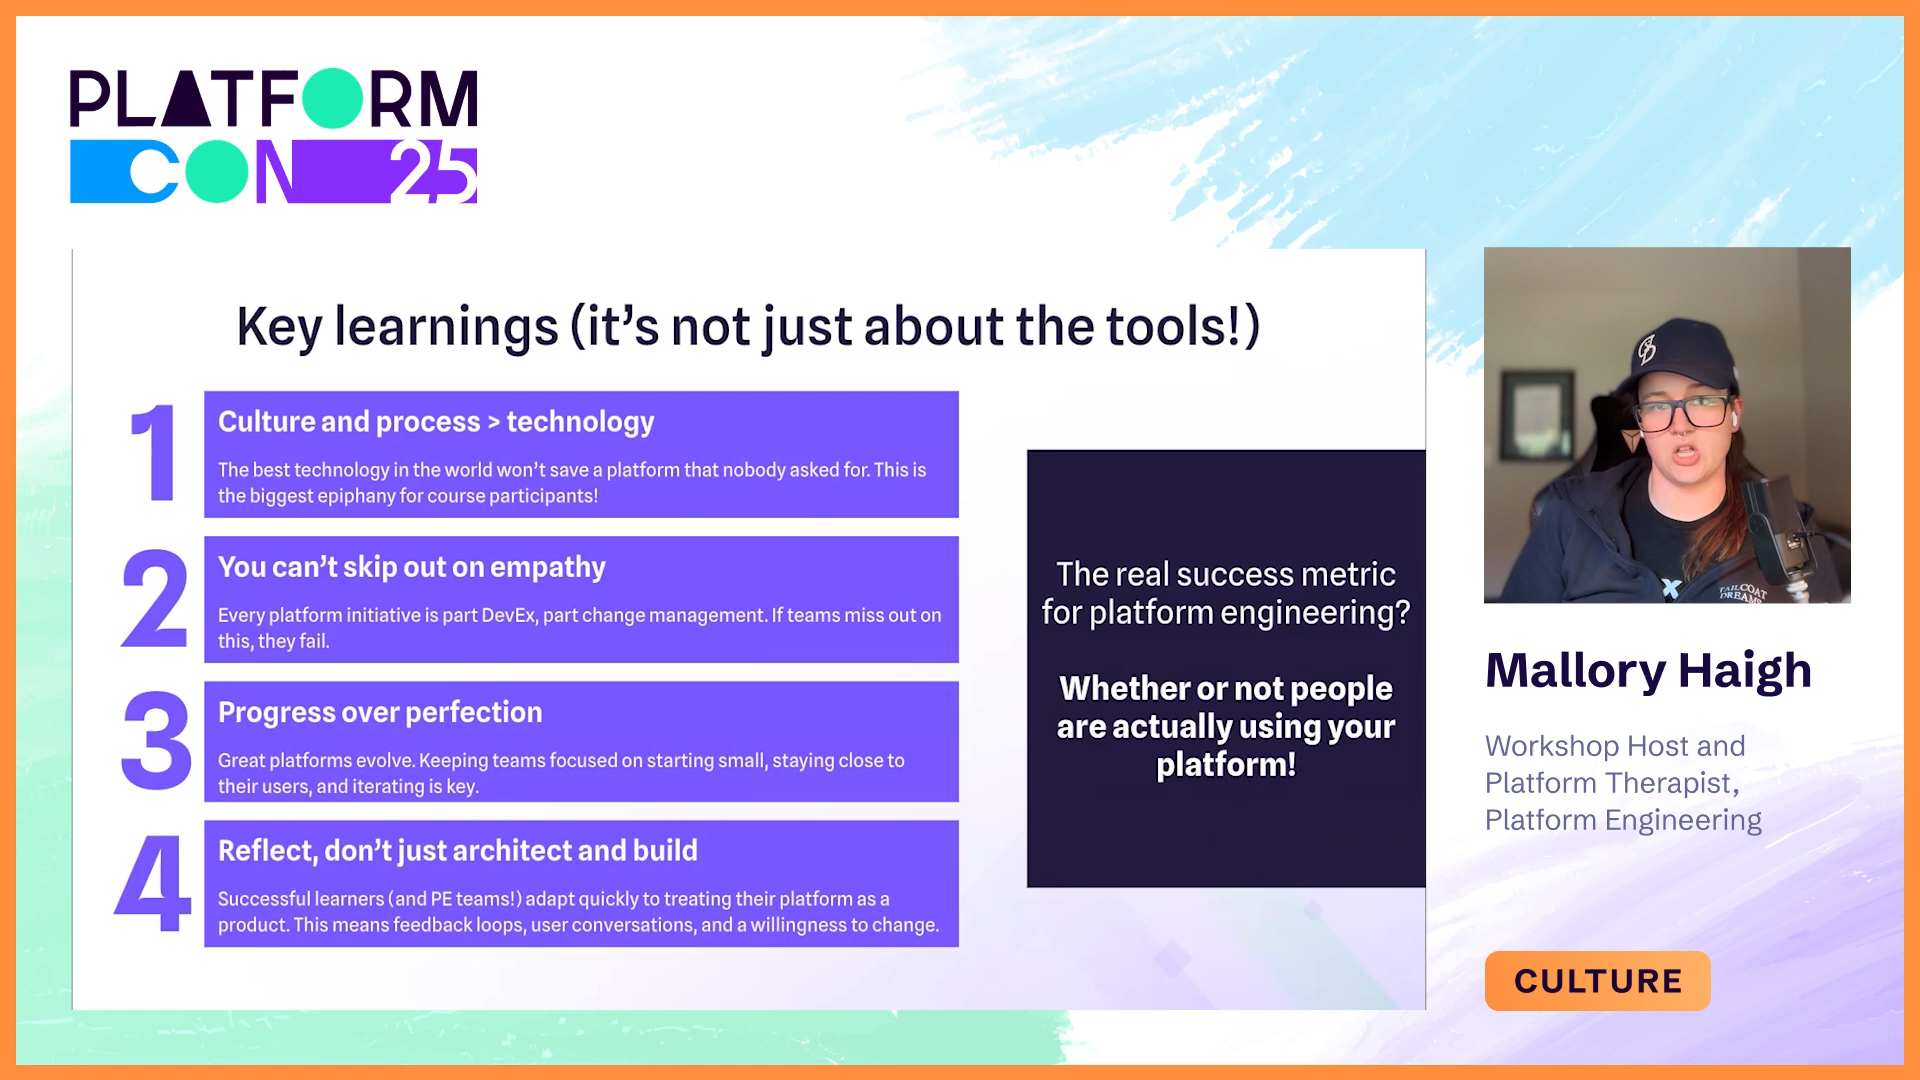 PLATFORM
CON 25
Key learnings (it's not just about the tools!)
1
Culture and process > technology
The best technology in the world won't save a platform that nobody asked for. This is
the biggest epiphany for course participants!
2
You can't skip out on empathy
Every platform initiative is part DevEx, part change management. If teams miss out on
this, they fail.
3
Progress over perfection
Great platforms evolve. Keeping teams focused on starting small, staying close to
their users, and iterating is key.
4
Reflect, don't just architect and build
Successful learners (and PE teams!) adapt quickly to treating their platform as a
product. This means feedback loops, user conversations, and a willingness to change.
The real success metric
for platform engineering?
Whether or not people
are actually using your
platform!
TAILCOAT
DREAMS
Mallory Haigh
Workshop Host and
Platform Therapist,
Platform Engineering
CULTURE